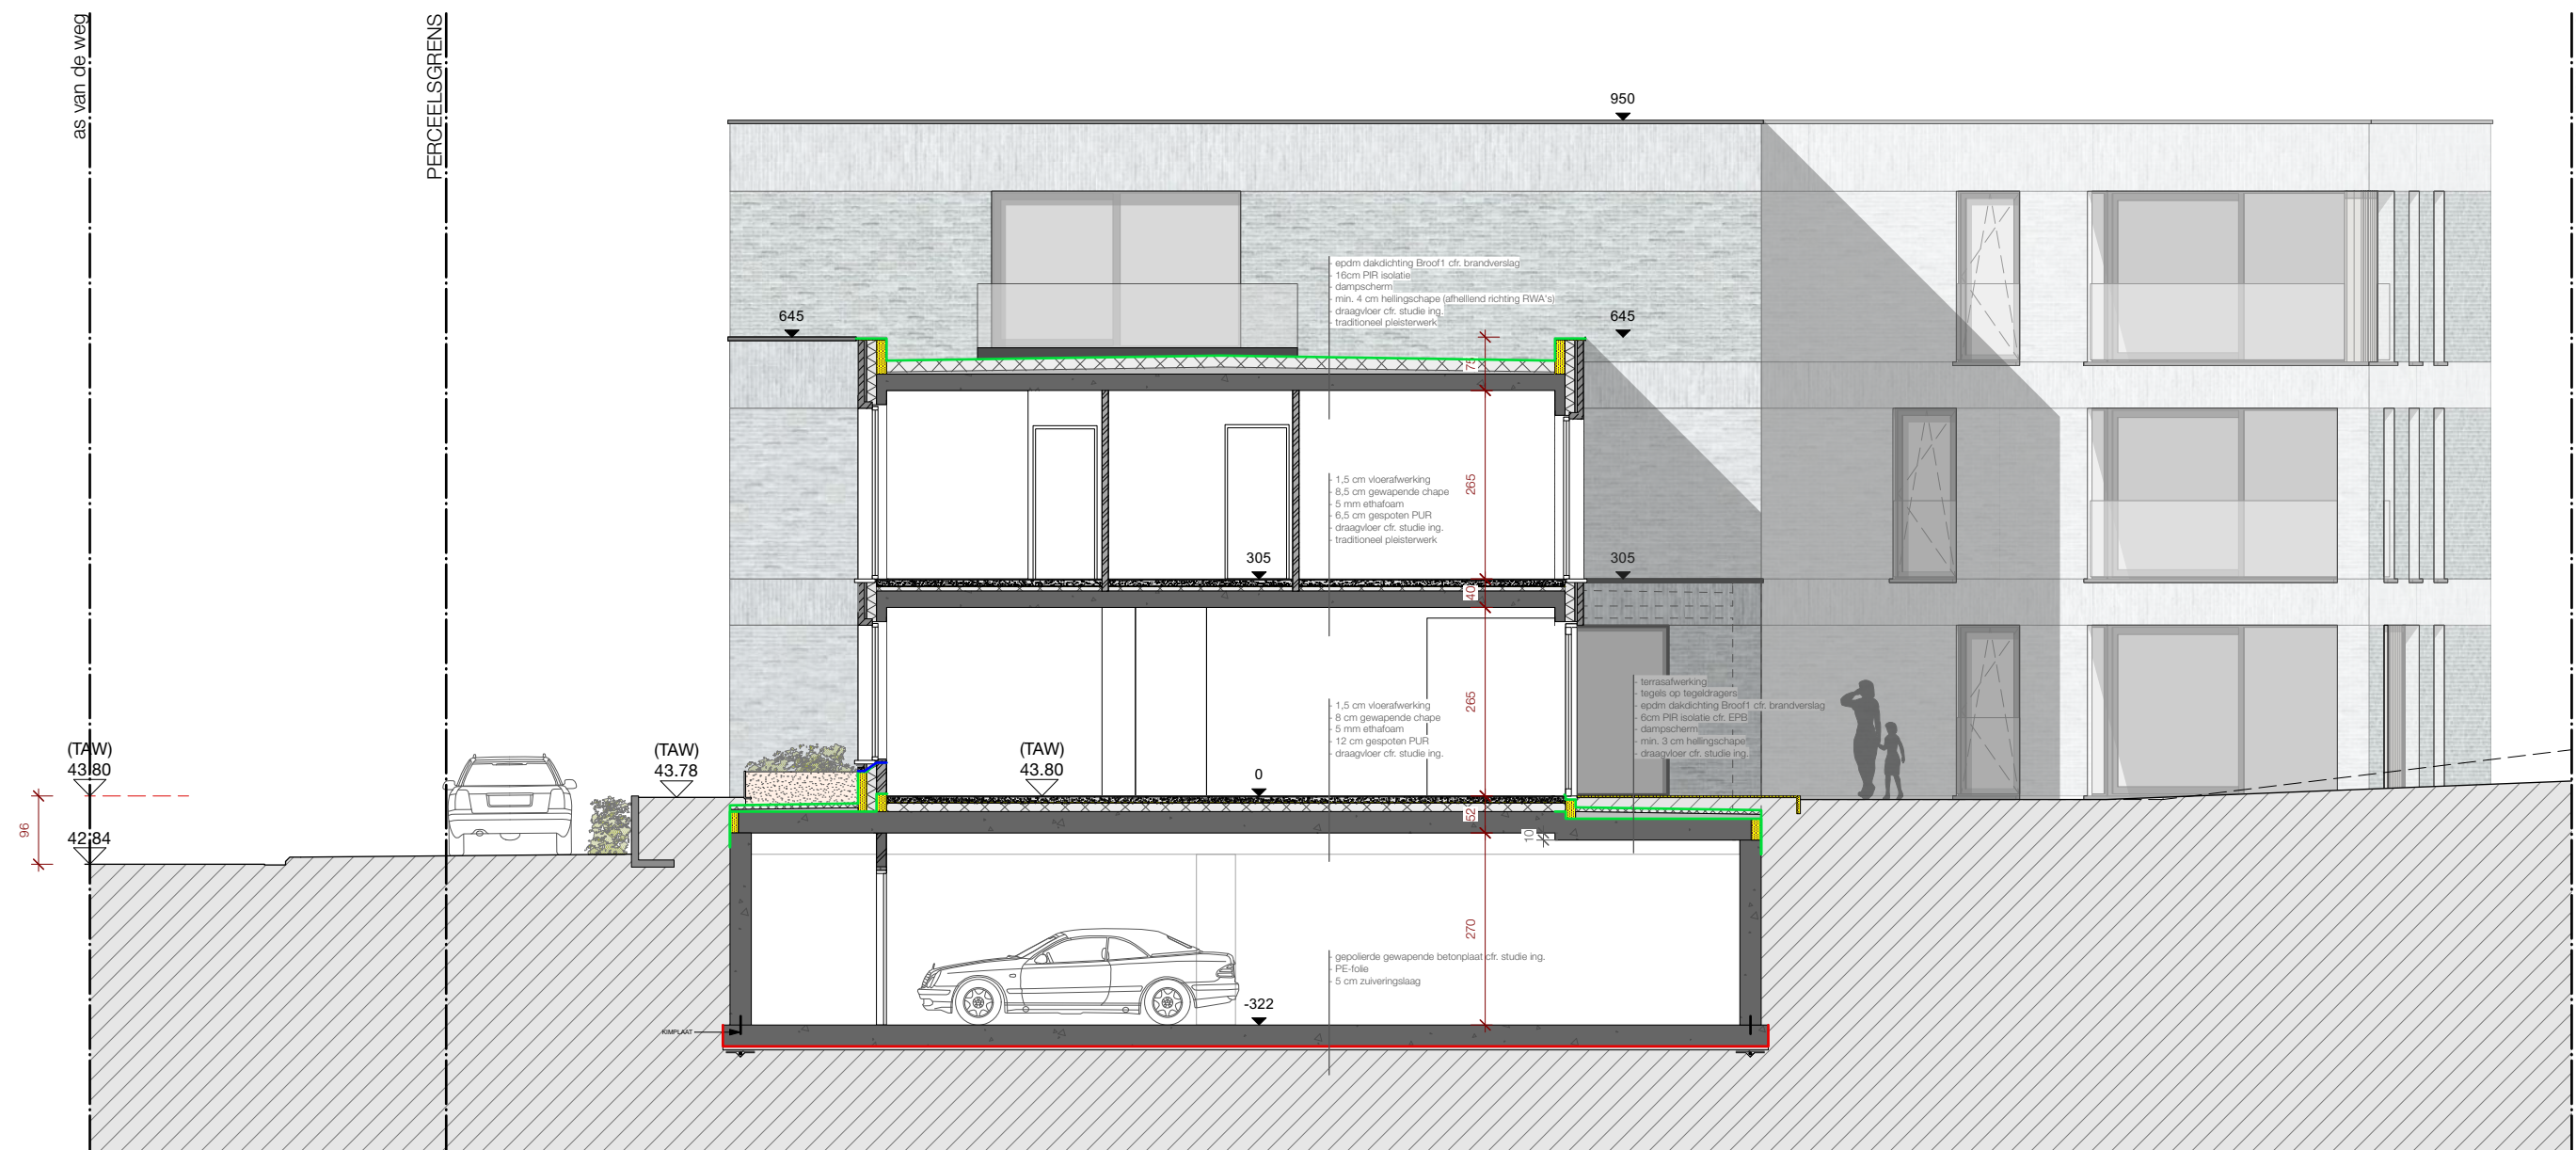 as van de weg
PERCEELSGRENS
950
- epdm dakdichting Broof1 cfr. brandverslag
- 16cm PIR isolatie
- dampscherm
- min. 4 cm hellingschape (afhelllend richting RWA's)
- draagvloer cfr. studie ing.
- traditioneel pleisterwerk
645
645
75
265
- 1,5 cm vloerafwerking
- 8,5 cm gewapende chape
- 5 mm ethafoam
- 6,5 cm gespoten PUR
- draagvloer cfr. studie ing.
- traditioneel pleisterwerk
305
305
40
265
- 1,5 cm vloerafwerking
- 8 cm gewapende chape
- 5 mm ethafoam
- 12 cm gespoten PUR
- draagvloer cfr. studie ing.
- terrasafwerking
- tegels op tegeldragers
- epdm dakdichting Broof1 cfr. brandverslag
- 6cm PIR isolatie cfr. EPB
- dampscherm
- min. 3 cm hellingschape
- draagvloer cfr. studie ing.
(TAW)
43.80
(TAW)
43.78
(TAW)
43.80
0
96
42.84
52
10
270
- gepolierde gewapende betonplaat cfr. studie ing.
- PE-folie
- 5 cm zuiveringslaag
-322
KIMPLAAT